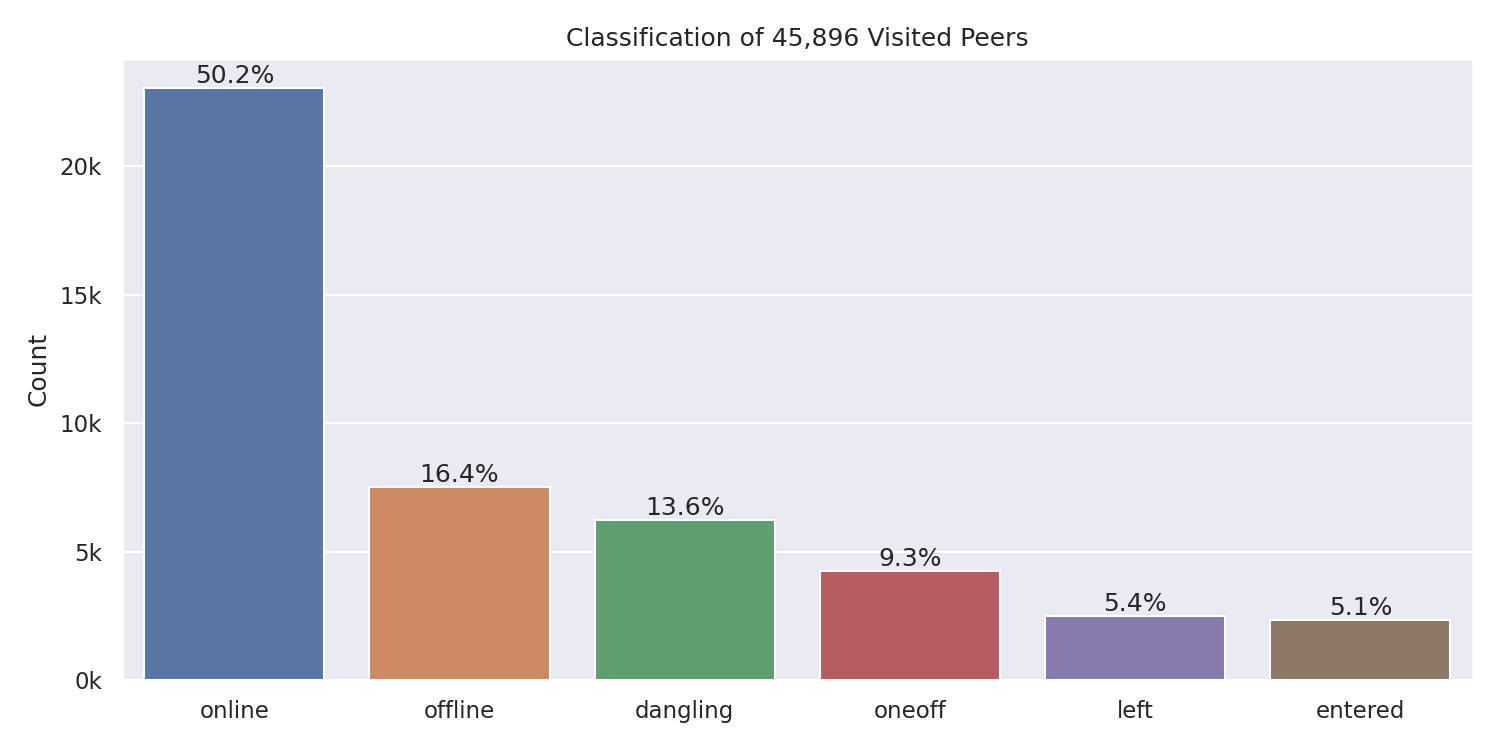 Classification of 45,896 Visited Peers
50.2%
20k
15k
Count
10k
16.4%
13.6%
5k
9.3%
5.4%
5.1%
0k
online
offline
dangling
oneoff
left
entered